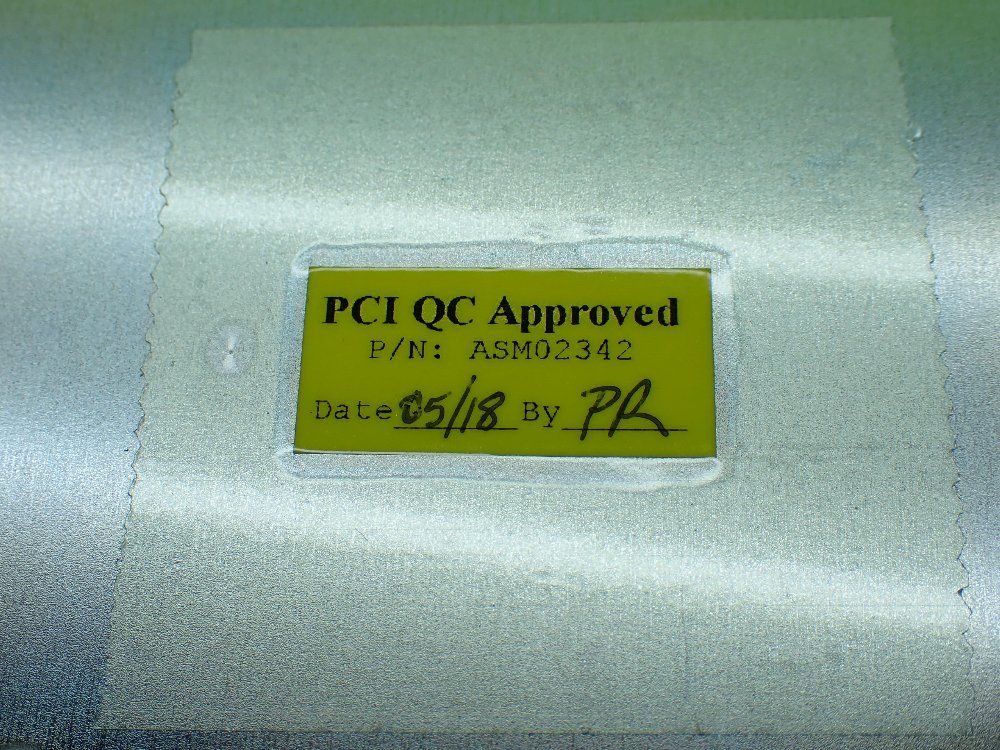 PCI QC Approved
P/N: ASM02342
Date 05/18 By PR